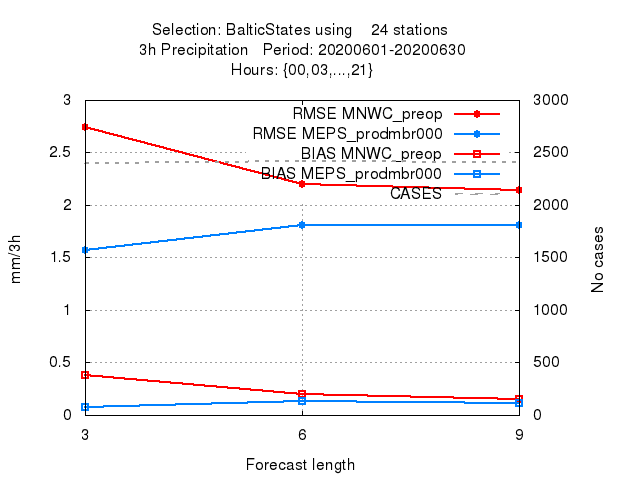 Selection: BalticStates using    24 stations
3h Precipitation   Period: 20200601-20200630
Hours: {00,03,...,21}
3 3000
RMSE MNWC_preop
RMSE MEPS_prodmbr000
2.5 BIAS MNWC_preop 2500
BIAS MEPS_prodmbr000
CASES
2 2000
1.5 1500
mm/3h
No cases
1 1000
0.5 500
0 0
3 6 9
Forecast length